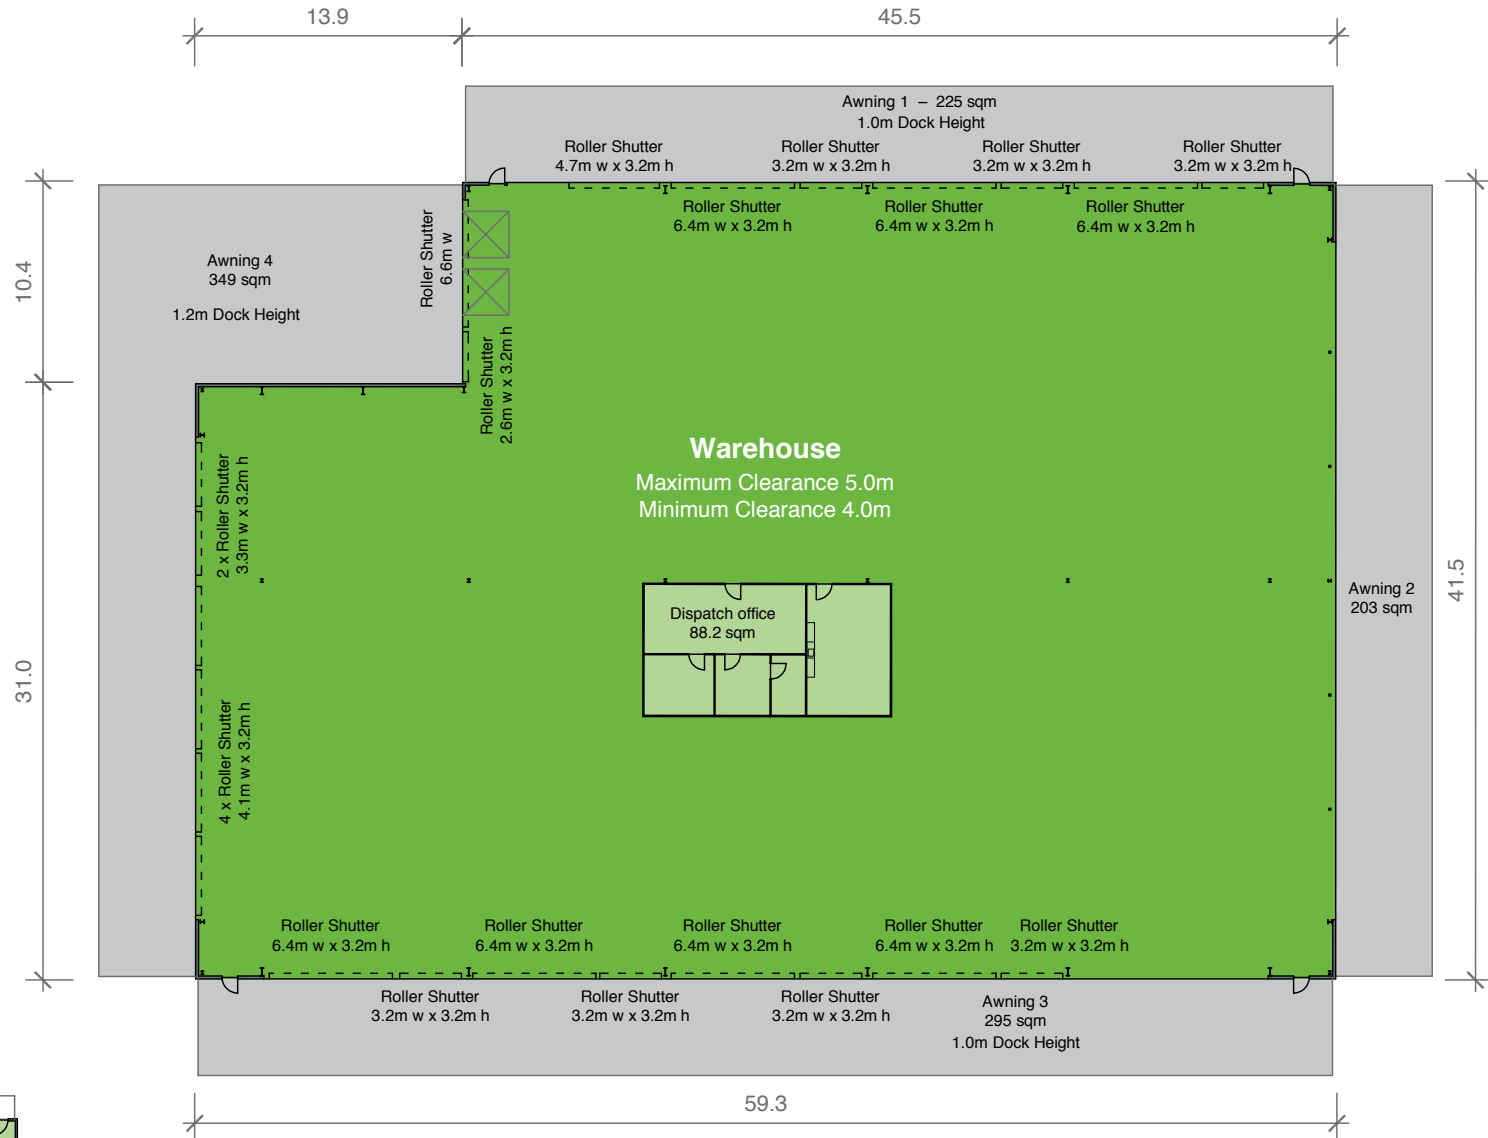 13.9
45.5
Awning 1 – 225 sqm
1.0m Dock Height
Roller Shutter
4.7m w x 3.2m h
Roller Shutter
3.2m w x 3.2m h
Roller Shutter
3.2m w x 3.2m h
Roller Shutter
3.2m w x 3.2m h
Roller Shutter
6.4m w x 3.2m h
Roller Shutter
6.4m w x 3.2m h
Roller Shutter
6.4m w x 3.2m h
10.4
Awning 4
349 sqm
1.2m Dock Height
Roller Shutter
6.6m w
Roller Shutter
2.6m w x 3.2m h
Warehouse
Maximum Clearance 5.0m
Minimum Clearance 4.0m
2 x Roller Shutter
3.3m w x 3.2m h
31.0
Dispatch office
88.2 sqm
Awning 2
203 sqm
41.5
4 x Roller Shutter
4.1m w x 3.2m h
Roller Shutter
6.4m w x 3.2m h
Roller Shutter
6.4m w x 3.2m h
Roller Shutter
6.4m w x 3.2m h
Roller Shutter
6.4m w x 3.2m h
Roller Shutter
3.2m w x 3.2m h
Roller Shutter
3.2m w x 3.2m h
Roller Shutter
3.2m w x 3.2m h
Roller Shutter
3.2m w x 3.2m h
Awning 3
295 sqm
1.0m Dock Height
59.3